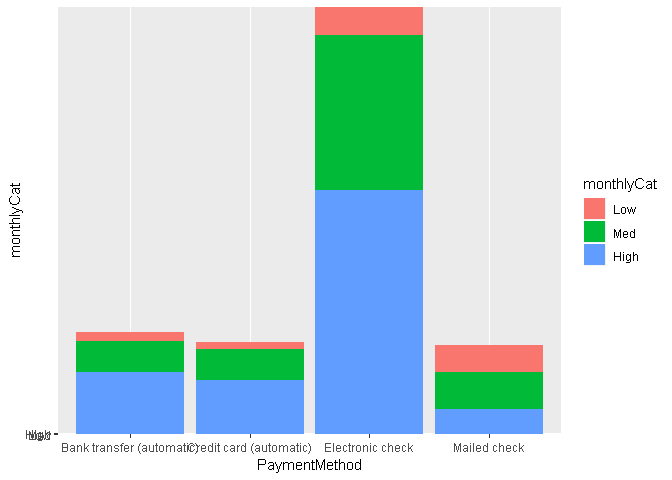 monthlyCat
Bank transfer (automatic)
Credit card (automatic)
Electronic check
Mailed check
PaymentMethod
monthlyCat
Low
Med
High